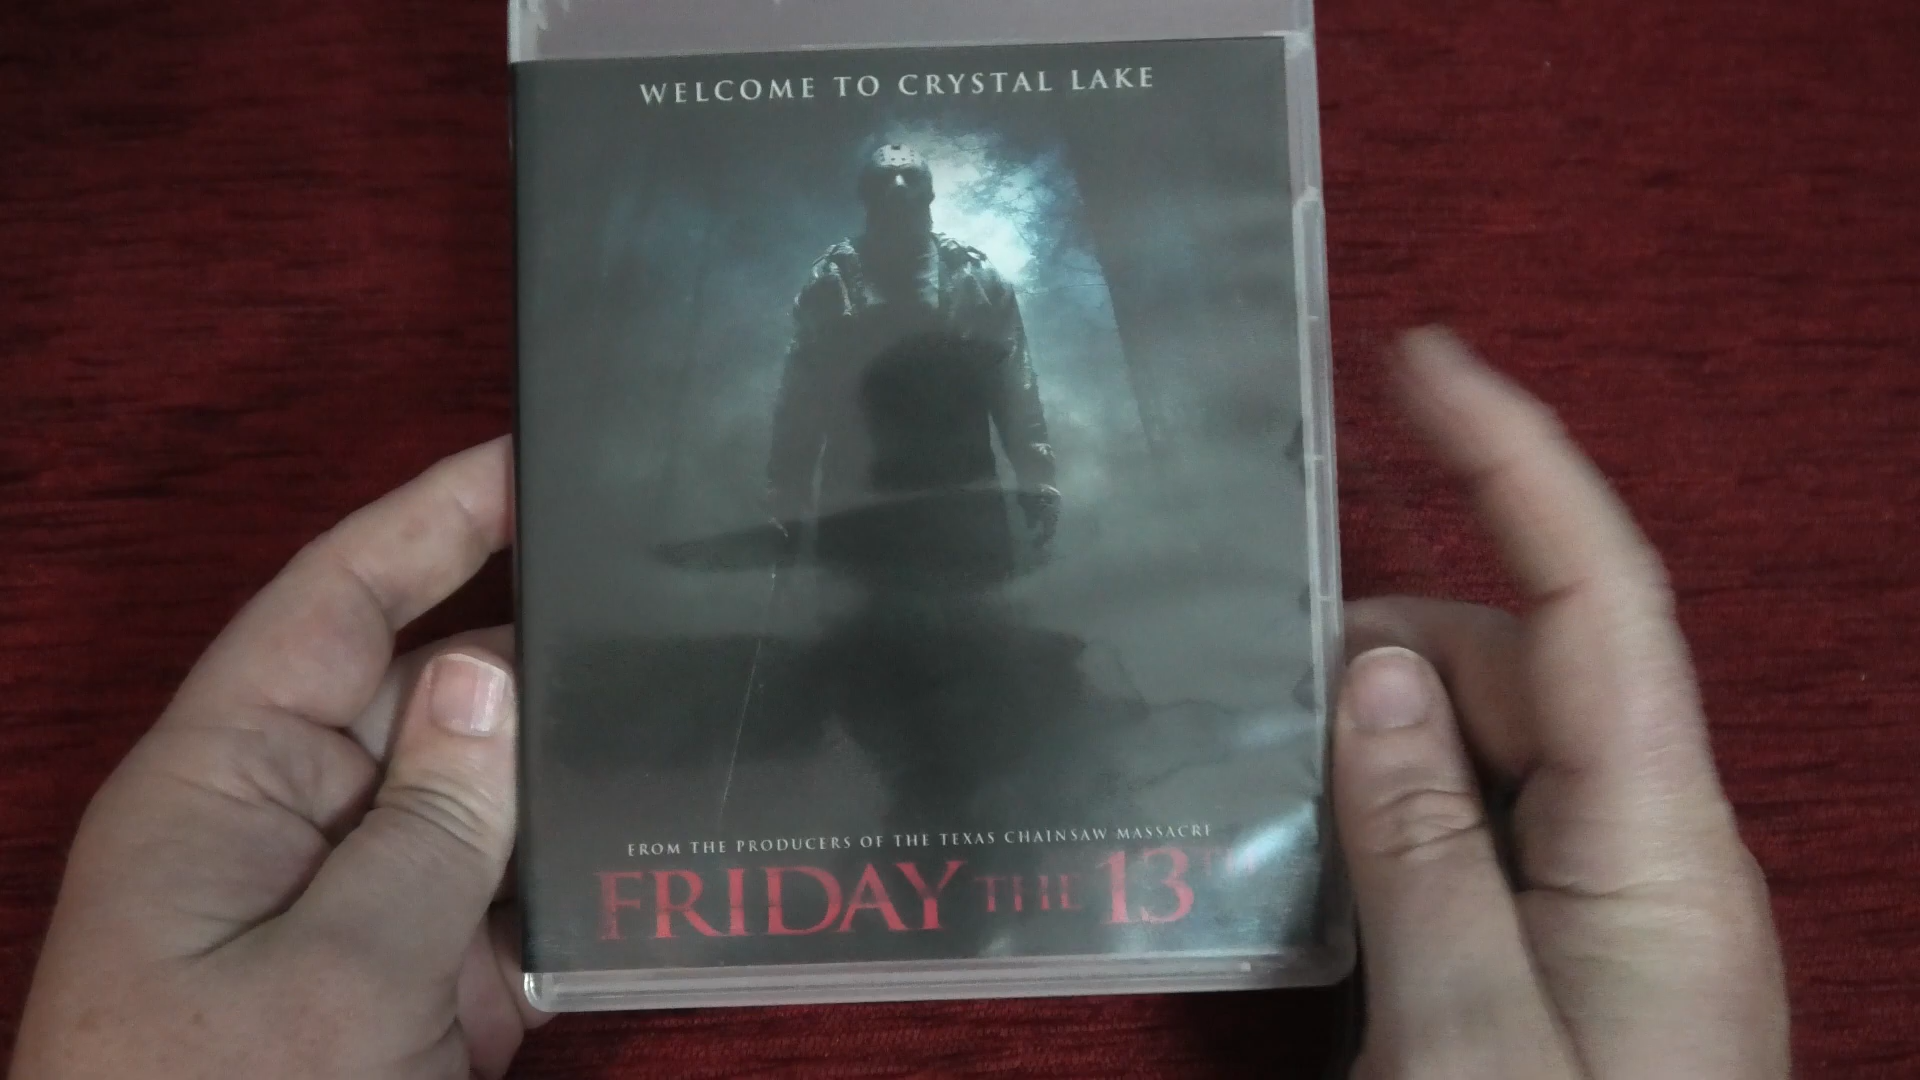 WELCOME TO CRYSTAL LAKE
FROM THE PRODUCERS OF THE TEXAS CHAINSAW MASSACRE
FRIDAY THE 13TH